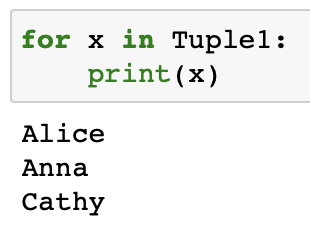 for x in Tuple1:
    print(x)
Alice
Anna
Cathy